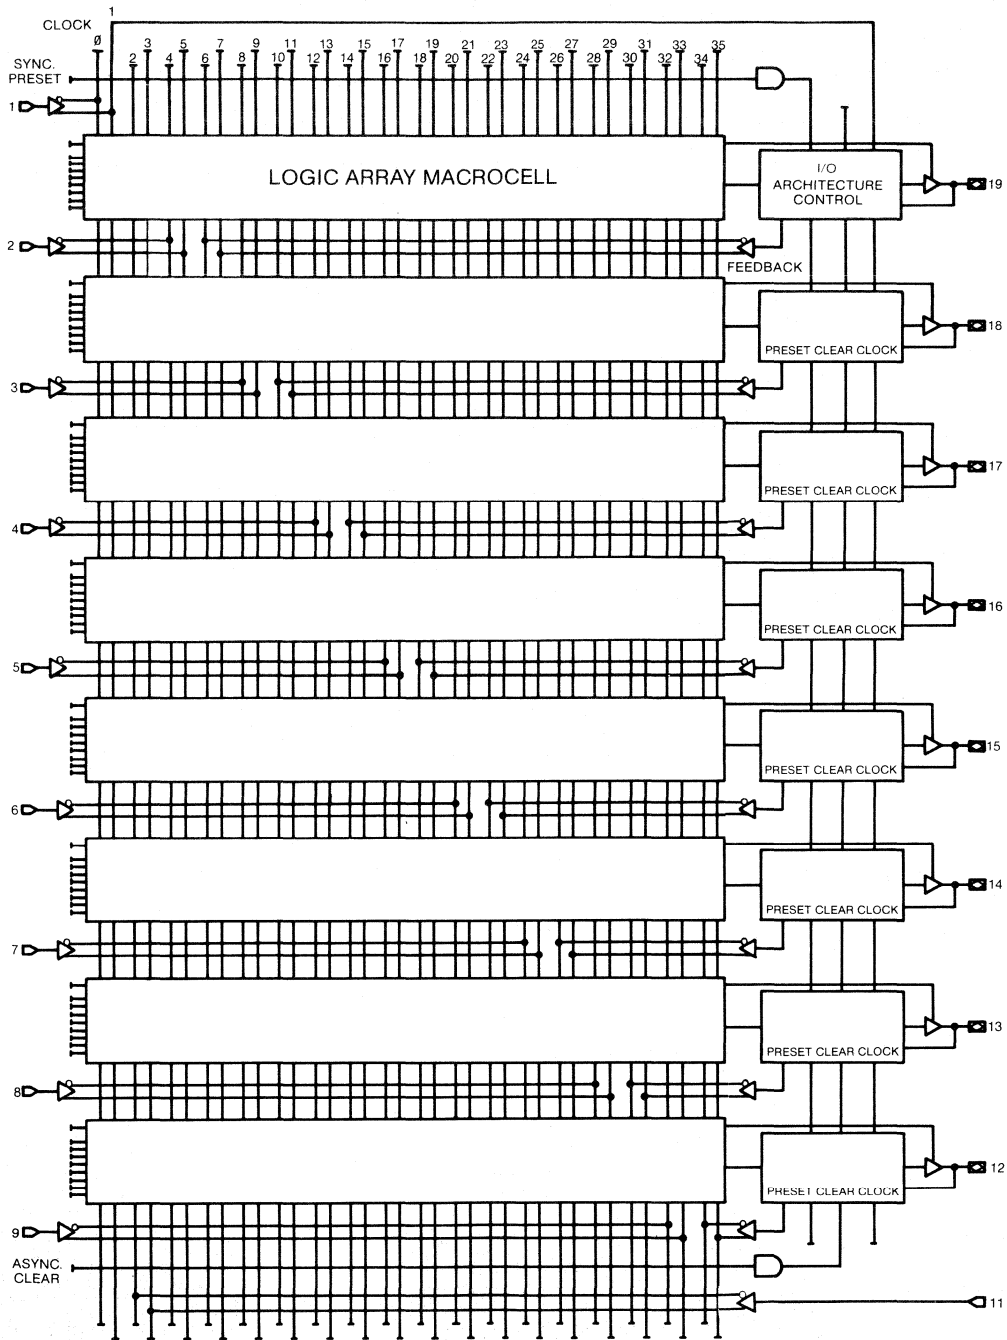 CLOCK 1
Ø 3 5 7 9 11 13 15 17 19 21 23 25 27 29 31 33 35
2 4 6 8 10 12 14 16 18 20 22 24 26 28 30 32 34
SYNC.
PRESET
1
LOGIC ARRAY MACROCELL
I/O
ARCHITECTURE
CONTROL
19
2
FEEDBACK
18
PRESET CLEAR CLOCK
3
17
PRESET CLEAR CLOCK
4
16
PRESET CLEAR CLOCK
5
15
PRESET CLEAR CLOCK
6
14
PRESET CLEAR CLOCK
7
13
PRESET CLEAR CLOCK
8
12
PRESET CLEAR CLOCK
9
ASYNC.
CLEAR
11